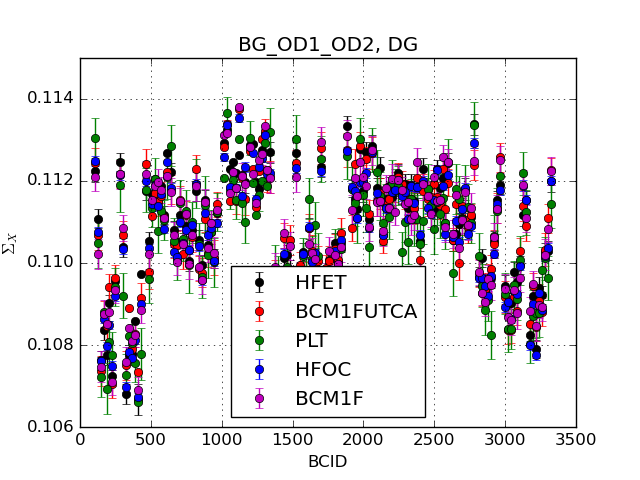 BG_OD1_OD2, DG
0.114
0.112
0.110
0.108
0.106
Σ_X
HFET
BCM1FUTCA
PLT
HFOC
BCM1F
0 500 1000 1500 2000 2500 3000 3500
BCID